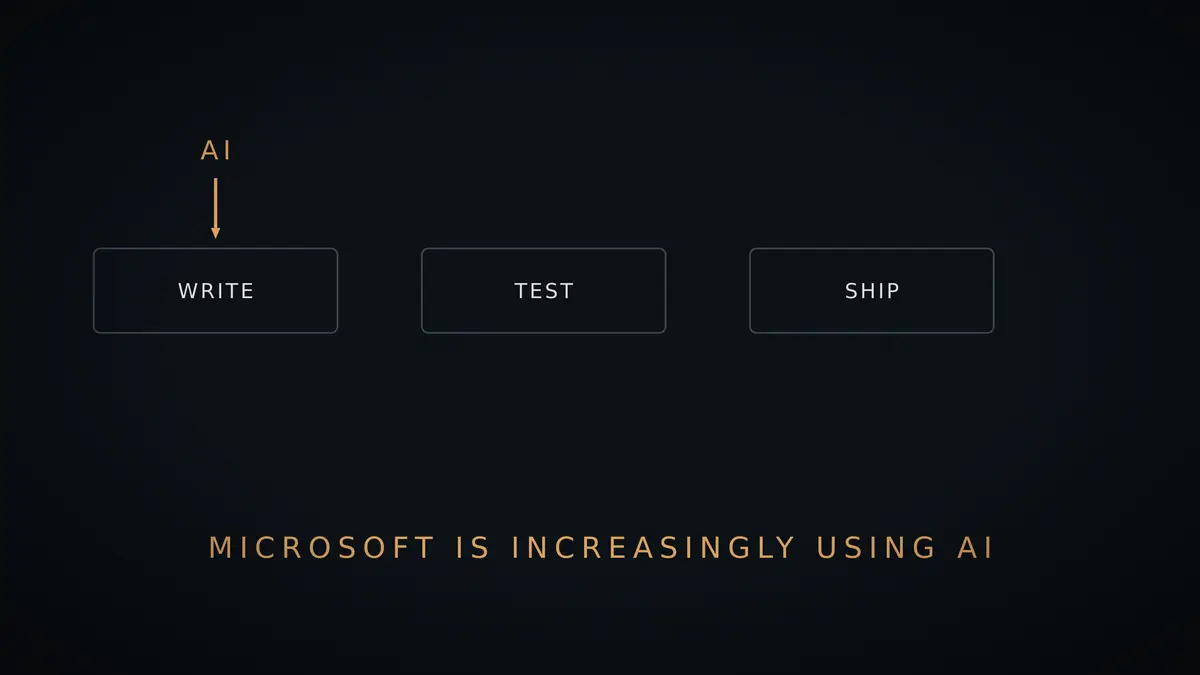 AI
WRITE
TEST
SHIP
MICROSOFT IS INCREASINGLY USING AI